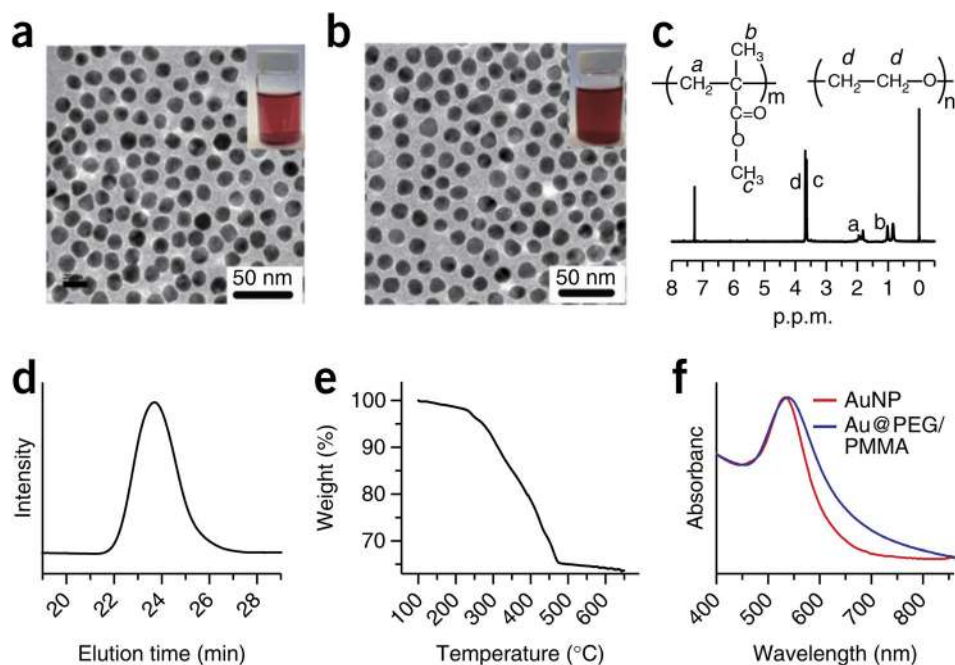 a
50 nm
b
50 nm
c
a
b
CH3
CH2
C
m
C=O
O
CH3
c
d d
CH2 CH2 O
n
d c
a b
8 7 6 5 4 3 2 1 0
p.p.m.
d
Intensity
20 22 24 26 28
Elution time (min)
e
Weight (%)
100
90
80
70
100 200 300 400 500 600
Temperature (°C)
f
Absorbanc
AuNP
Au@PEG/
PMMA
400 500 600 700 800
Wavelength (nm)